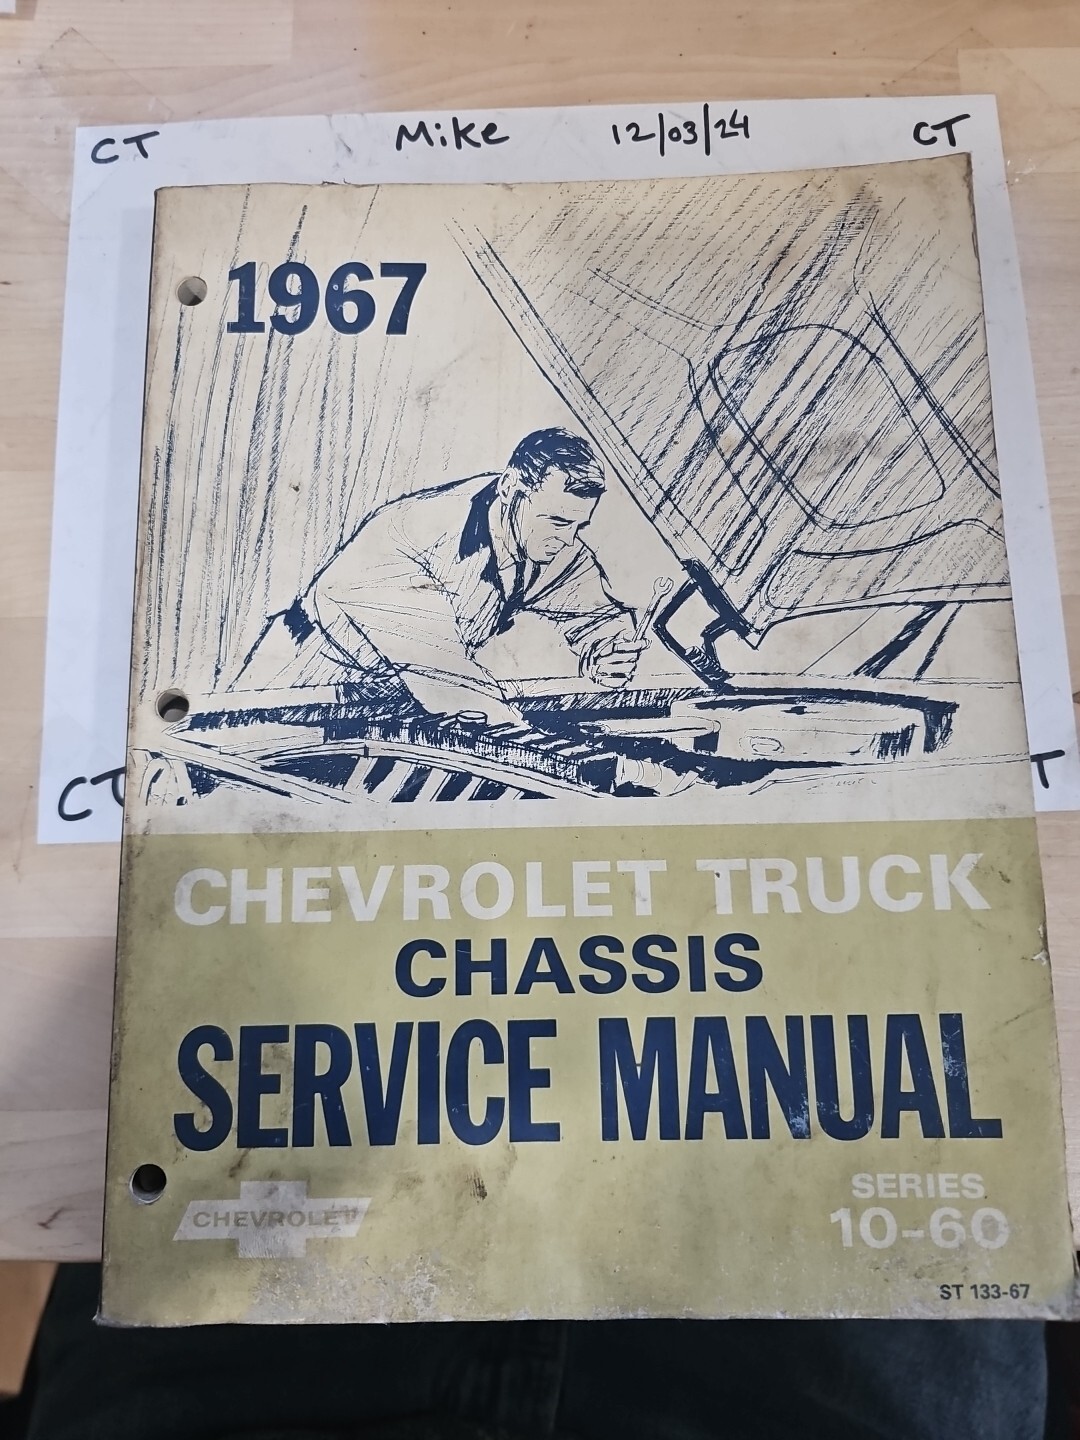 CT Mike 12/03/24 CT
1967
CT
CHEVROLET TRUCK
CHASSIS
SERVICE MANUAL
CHEVROLET
SERIES
10-60
ST 133-67